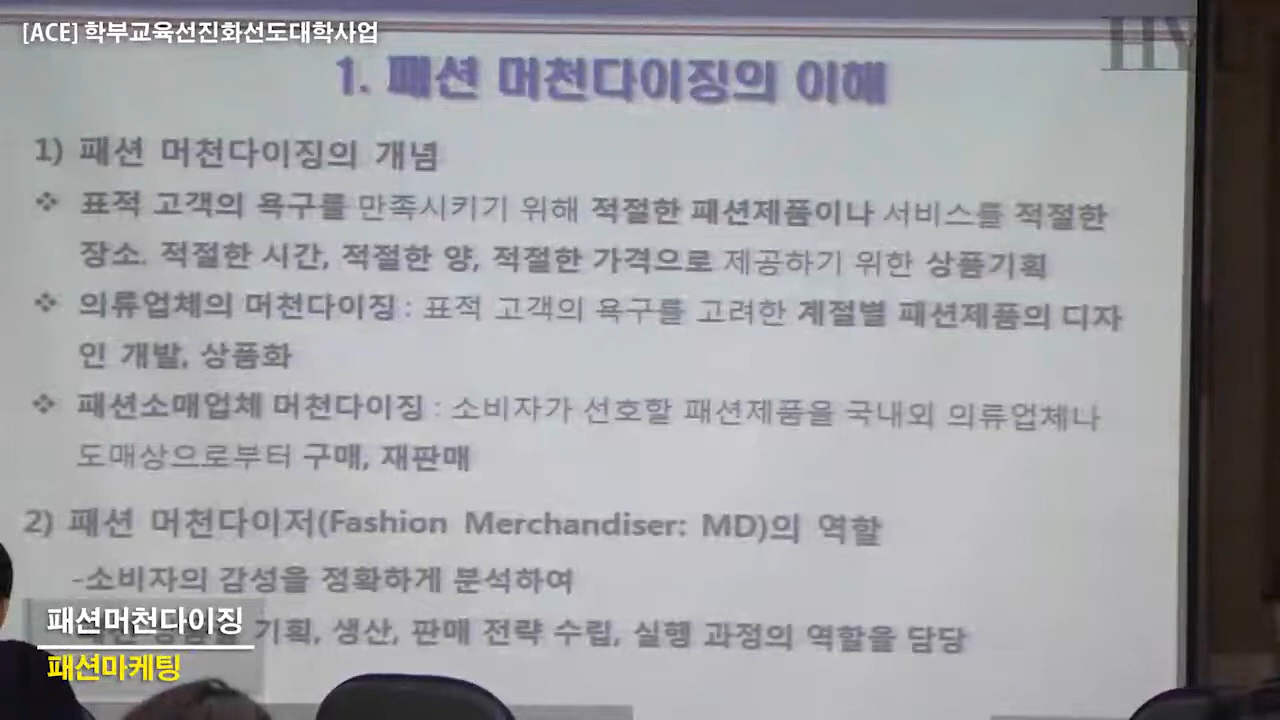 [ACE] 학부교육선진화선도대학사업
HY
1. 패션 머천다이징의 이해
1) 패션 머천다이징의 개념
❖ 표적 고객의 욕구를 만족시키기 위해 적절한 패션제품이나 서비스를 적절한
장소. 적절한 시간, 적절한 양, 적절한 가격으로 제공하기 위한 상품기획
❖ 의류업체의 머천다이징 : 표적 고객의 욕구를 고려한 계절별 패션제품의 디자
인 개발, 상품화
❖ 패션소매업체 머천다이징 : 소비자가 선호할 패션제품을 국내외 의류업체나
도매상으로부터 구매, 재판매
2) 패션 머천다이저(Fashion Merchandiser: MD)의 역할
-소비자의 감성을 정확하게 분석하여
기획, 생산, 판매 전략 수립, 실행 과정의 역할을 담당
패션머천다이징
패션마케팅